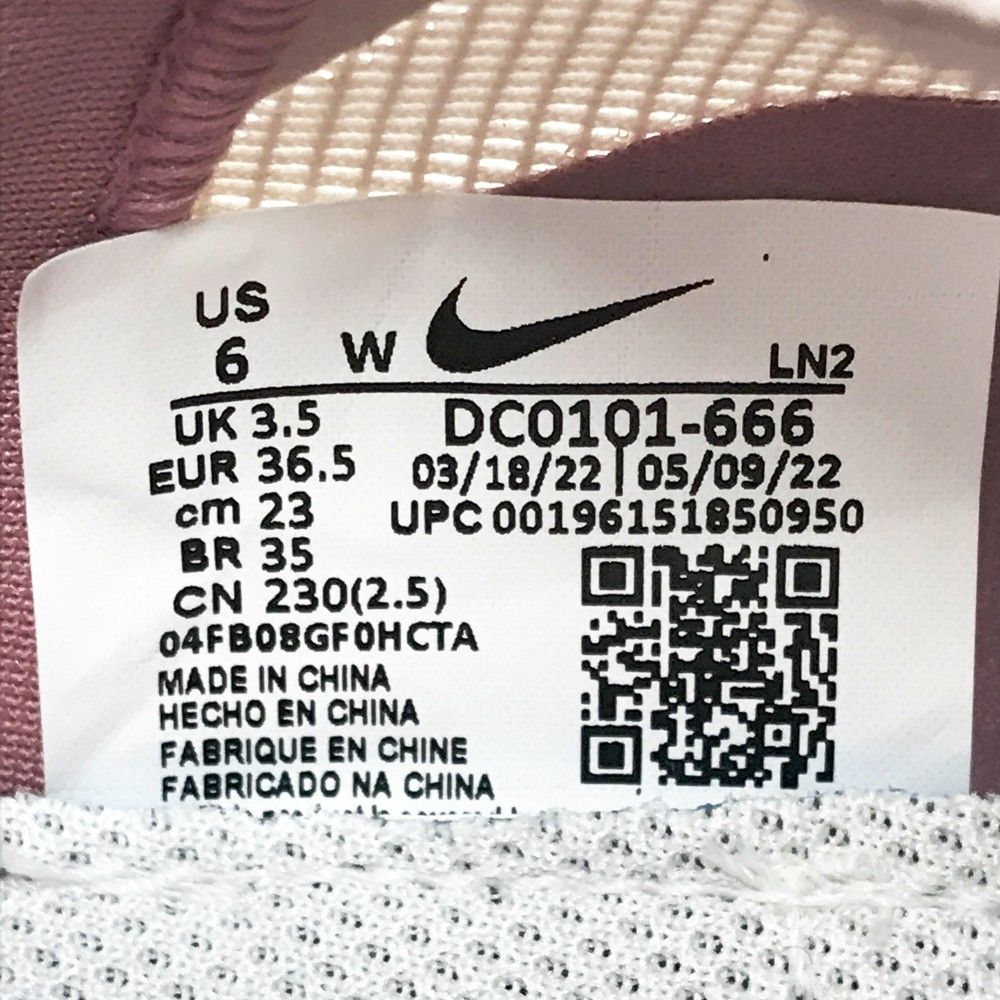 US
6 W LN2
UK 3.5 DC0101-666
EUR 36.5 03/18/22 | 05/09/22
cm 23 UPC 00196151850950
BR 35
CN 230(2.5)
04FB08GF0HCTA
MADE IN CHINA
HECHO EN CHINA
FABRIQUE EN CHINE
FABRICADO NA CHINA